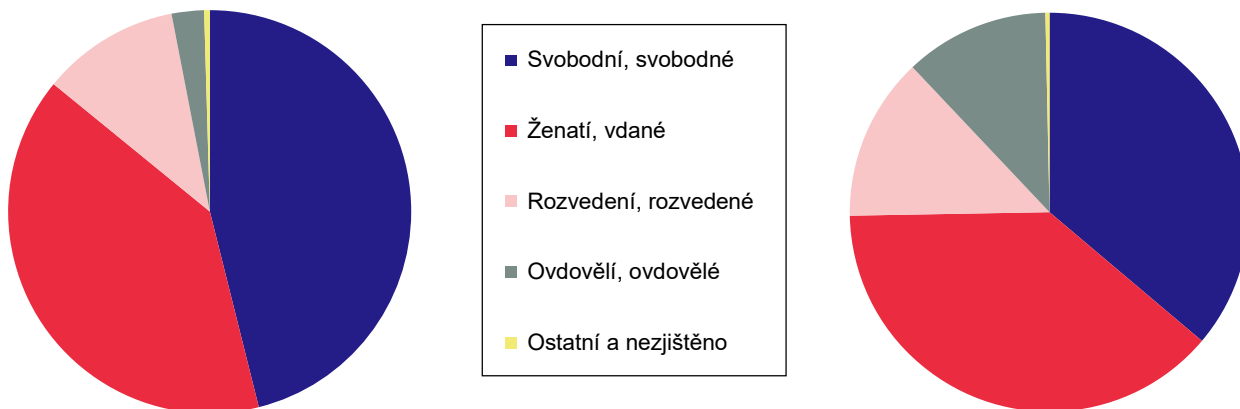 Svobodní, svobodné
Ženatí, vdané
Rozvedení, rozvedené
Ovdovělí, ovdovělé
Ostatní a nezjištěno